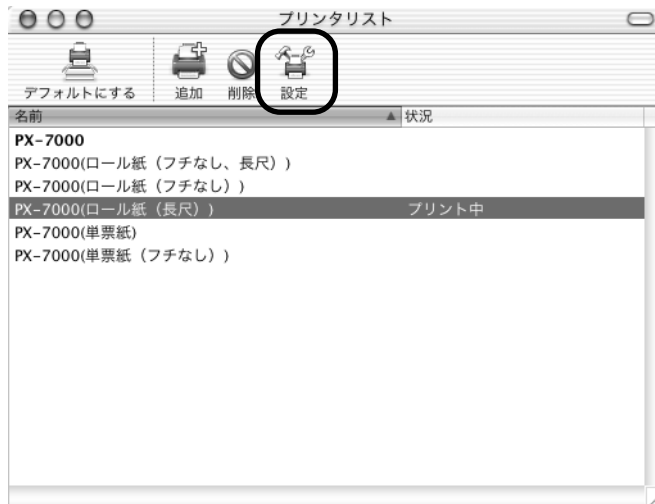 プリンタリスト
デフォルトにする 追加 削除 設定
名前 状況
PX-7000
PX-7000(ロール紙（フチなし、長尺）)
PX-7000(ロール紙（フチなし）)
PX-7000(ロール紙（長尺）) プリント中
PX-7000(単票紙)
PX-7000(単票紙（フチなし）)